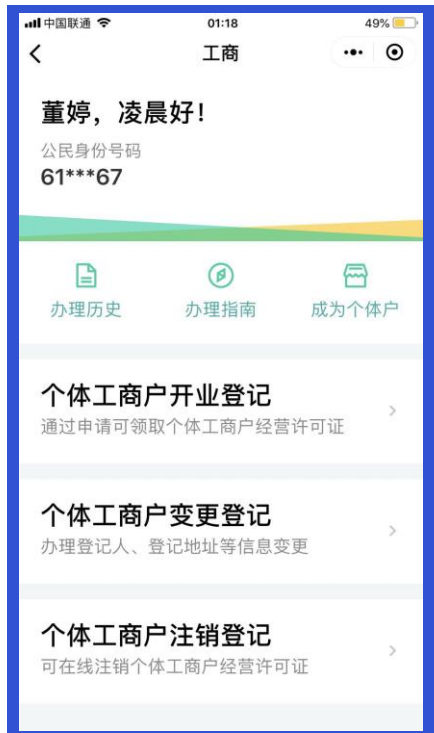 中国联通 01:18 49%
工商
董婷，凌晨好！
公民身份号码
61***67
办理历史 办理指南 成为个体户
个体工商户开业登记
通过申请可领取个体工商户经营许可证
个体工商户变更登记
办理登记人、登记地址等信息变更
个体工商户注销登记
可在线注销个体工商户经营许可证